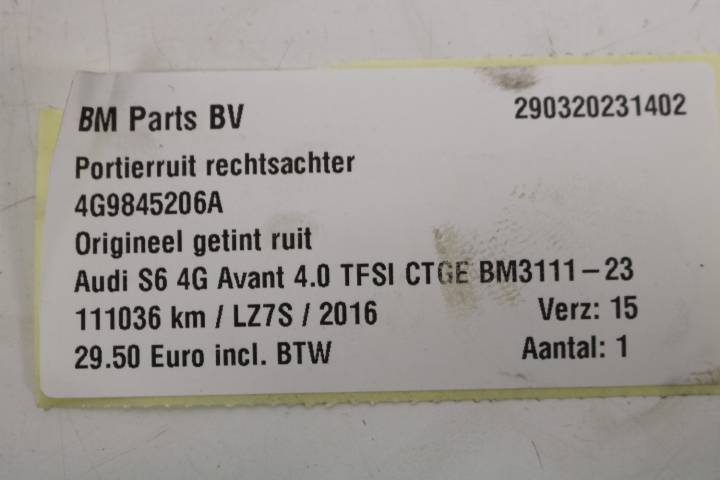 BM Parts BV 290320231402
Portierruit rechtsachter
4G9845206A
Origineel getint ruit
Audi S6 4G Avant 4.0 TFSI CTGE BM3111-23
111036 km / LZ7S / 2016 Verz: 15
29.50 Euro incl. BTW Aantal: 1